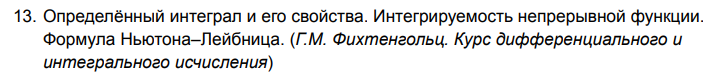 13. Определённый интеграл и его свойства. Интегрируемость непрерывной функции.
Формула Ньютона–Лейбница. (Г.М. Фихтенгольц. Курс дифференциального и
интегрального исчисления)